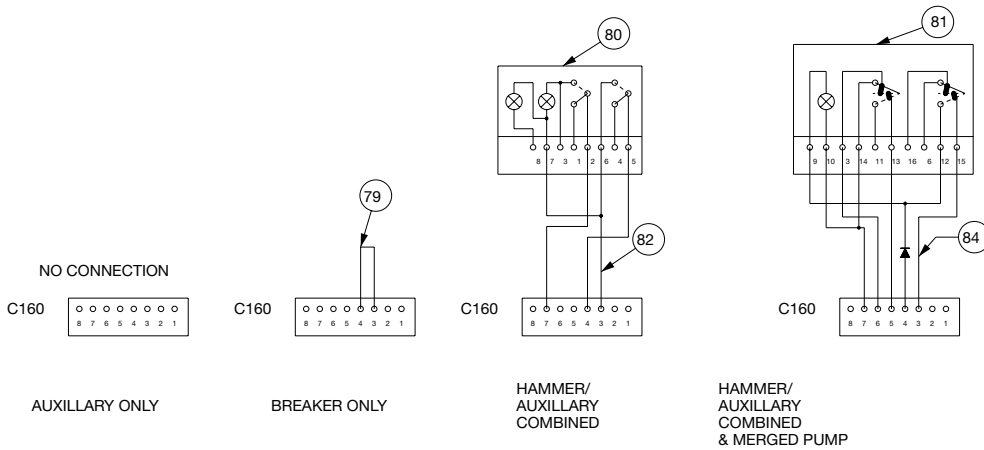 80
81
8 7 3 1 2 6 4 5
9 10 3 14 11 13 16 6 12 15
79
82
84
NO CONNECTION
C160
8 7 6 5 4 3 2 1
C160
8 7 6 5 4 3 2 1
C160
8 7 6 5 4 3 2 1
C160
8 7 6 5 4 3 2 1
AUXILLARY ONLY
BREAKER ONLY
HAMMER/
AUXILLARY
COMBINED
HAMMER/
AUXILLARY
COMBINED
& MERGED PUMP